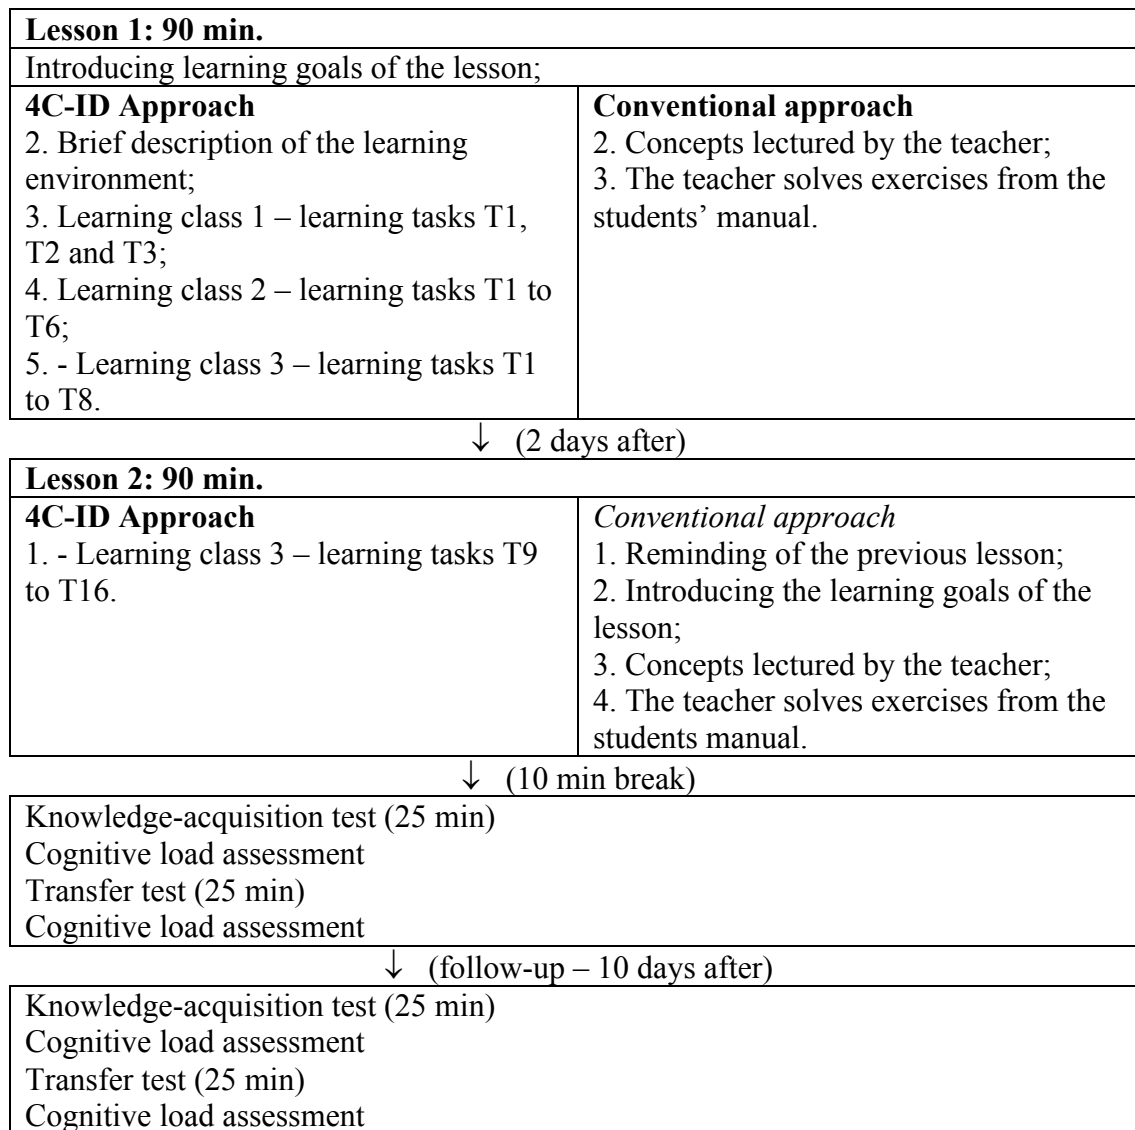 Lesson 1: 90 min.
Introducing learning goals of the lesson;
4C-ID Approach
2. Brief description of the learning
environment;
3. Learning class 1 – learning tasks T1,
T2 and T3;
4. Learning class 2 – learning tasks T1 to
T6;
5. - Learning class 3 – learning tasks T1
to T8.
Conventional approach
2. Concepts lectured by the teacher;
3. The teacher solves exercises from the
students’ manual.
↓ (2 days after)
Lesson 2: 90 min.
4C-ID Approach
1. - Learning class 3 – learning tasks T9
to T16.
Conventional approach
1. Reminding of the previous lesson;
2. Introducing the learning goals of the
lesson;
3. Concepts lectured by the teacher;
4. The teacher solves exercises from the
students manual.
↓ (10 min break)
Knowledge-acquisition test (25 min)
Cognitive load assessment
Transfer test (25 min)
Cognitive load assessment
↓ (follow-up – 10 days after)
Knowledge-acquisition test (25 min)
Cognitive load assessment
Transfer test (25 min)
Cognitive load assessment